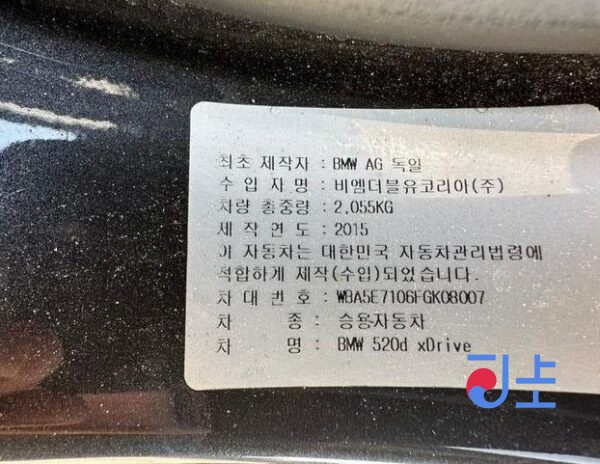 최초 제작자 : BMW AG 독일
수 입 자 명 : 비엠더블유코리아(주)
차량 총중량 : 2,055KG
제 작 연 도 : 2015
이 자동차는 대한민국 자동차관리법령에
적합하게 제작(수입)되었습니다.
차 대 번 호 : WBA5E7106FGK08007
차 종 : 승용자동차
차 명 : BMW 520d xDrive